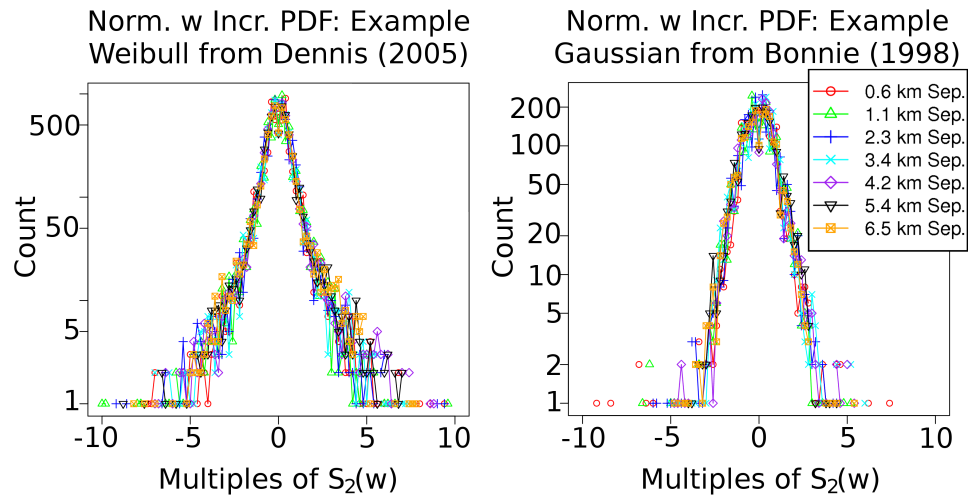 Norm. w Incr. PDF: Example
Weibull from Dennis (2005)
500
50
5
1
-10 -5 0 5 10
Count
Multiples of S2(w)
Norm. w Incr. PDF: Example
Gaussian from Bonnie (1998)
0.6 km Sep.
1.1 km Sep.
2.3 km Sep.
3.4 km Sep.
4.2 km Sep.
5.4 km Sep.
6.5 km Sep.
200
100
50
20
10
5
2
1
-10 -5 0 5 10
Count
Multiples of S2(w)